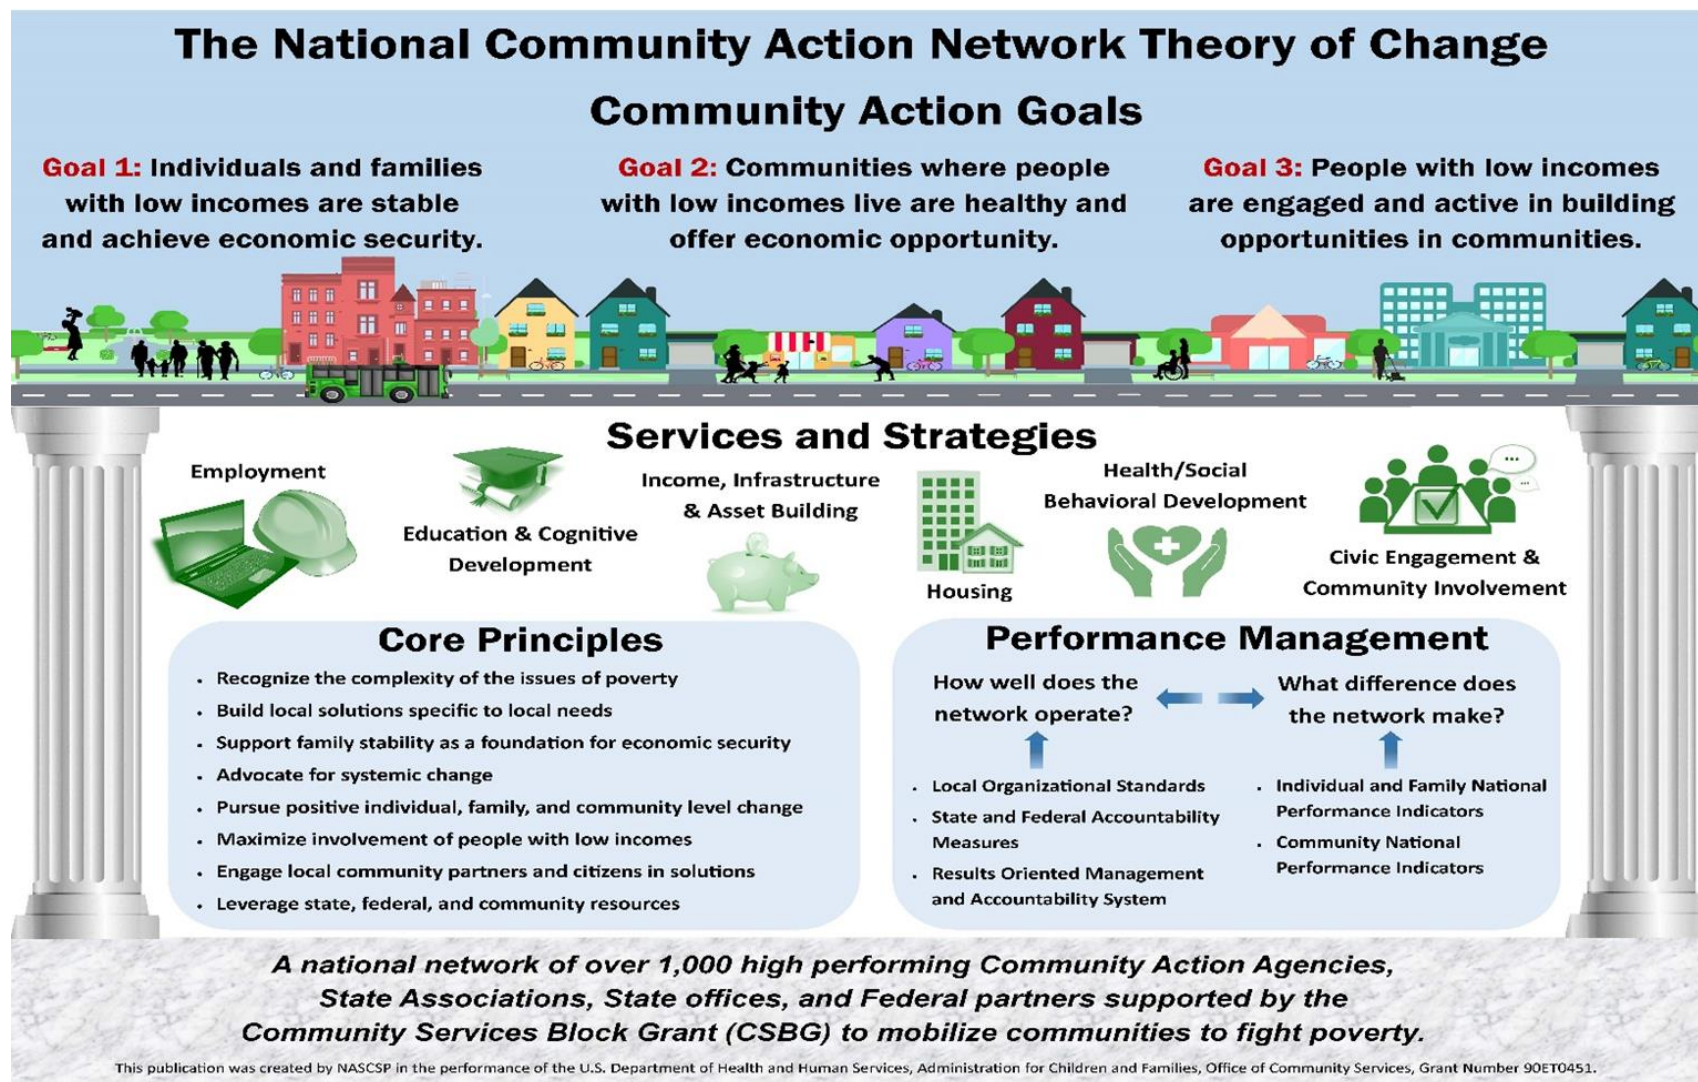 The National Community Action Network Theory of Change
Community Action Goals
Goal 1: Individuals and families
with low incomes are stable
and achieve economic security.
Goal 2: Communities where people
with low incomes live are healthy and
offer economic opportunity.
Goal 3: People with low incomes
are engaged and active in building
opportunities in communities.
Services and Strategies
Employment
Education & Cognitive
Development
Income, Infrastructure
& Asset Building
Housing
Health/Social
Behavioral Development
Civic Engagement &
Community Involvement
Core Principles
• Recognize the complexity of the issues of poverty
• Build local solutions specific to local needs
• Support family stability as a foundation for economic security
• Advocate for systemic change
• Pursue positive individual, family, and community level change
• Maximize involvement of people with low incomes
• Engage local community partners and citizens in solutions
• Leverage state, federal, and community resources
Performance Management
How well does the
network operate?
• Local Organizational Standards
• State and Federal Accountability
Measures
• Results Oriented Management
and Accountability System
What difference does
the network make?
• Individual and Family National
Performance Indicators
• Community National
Performance Indicators
A national network of over 1,000 high performing Community Action Agencies,
State Associations, State offices, and Federal partners supported by the
Community Services Block Grant (CSBG) to mobilize communities to fight poverty.
This publication was created by NASCSP in the performance of the U.S. Department of Health and Human Services, Administration for Children and Families, Office of Community Services, Grant Number 90ET0451.